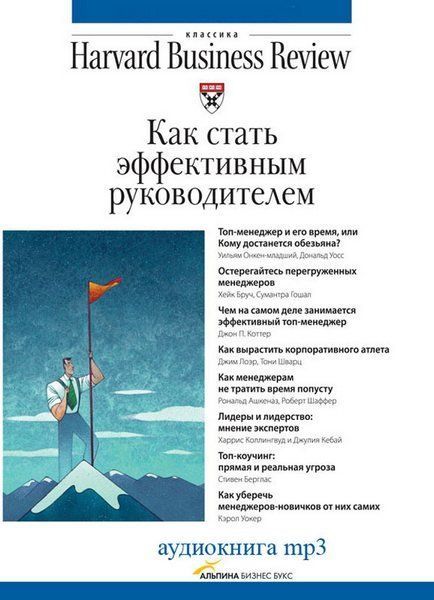 классика
Harvard Business Review
Как стать
эффективным
руководителем
Топ-менеджер и его время, или
Кому достанется обезьяна?
Уильям Онкен-младший, Дональд Уосс
Остерегайтесь перегруженных
менеджеров
Хейк Бруч, Сумантра Гошал
Чем на самом деле занимается
эффективный топ-менеджер
Джон П. Коттер
Как вырастить корпоративного атлета
Джим Лоэр, Тони Шварц
Как менеджерам
не тратить время попусту
Рональд Ашкеназ, Роберт Шаффер
Лидеры и лидерство:
мнение экспертов
Харрис Коллингвуд и Джулия Кебай
Топ-коучинг:
прямая и реальная угроза
Стивен Берглас
Как уберечь
менеджеров-новичков от них самих
Кэрол Уокер
аудиокнига mp3
АЛЬПИНА БИЗНЕС БУКС